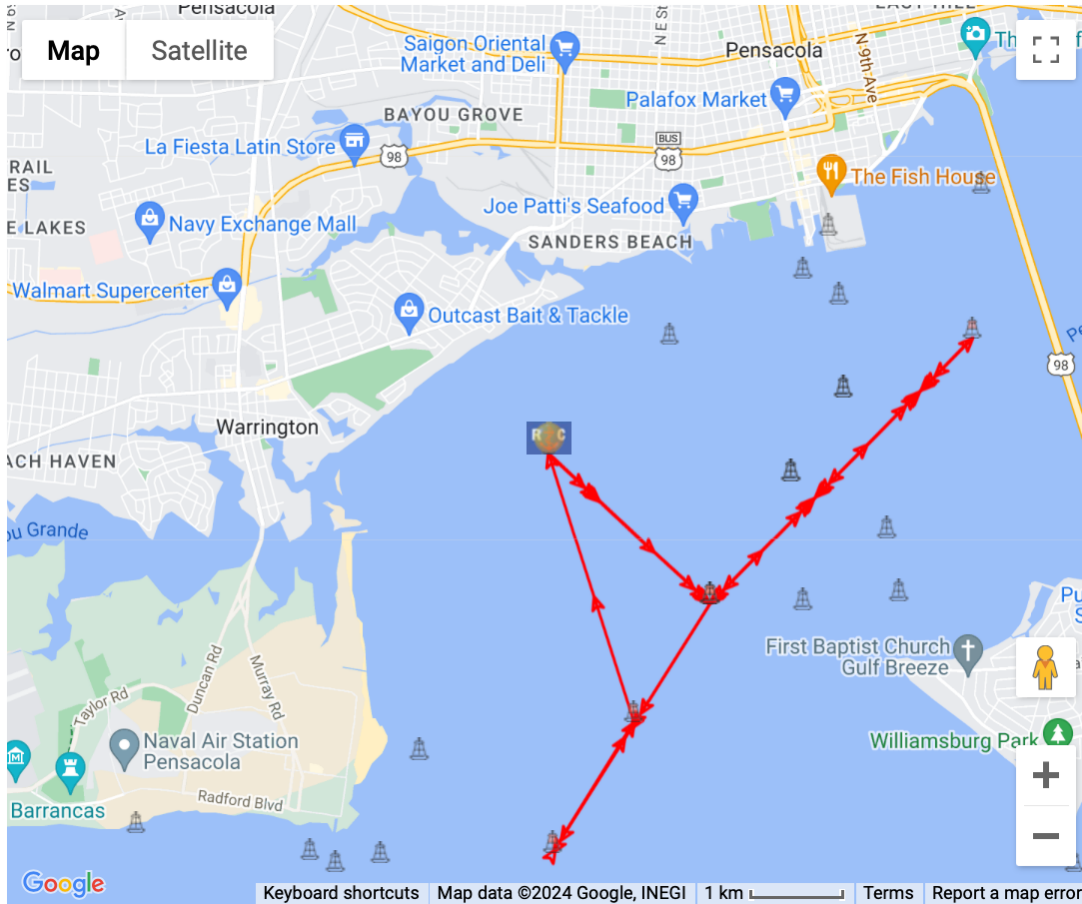 Pensacola
Map
Satellite
Saigon Oriental
Market and Deli
N E St
Pensacola
N 9th Ave
Palafox Market
BAYOU GROVE
BUS
98
La Fiesta Latin Store
98
98
RAIL
ES
The Fish House
E LAKES
Navy Exchange Mall
Joe Patti's Seafood
SANDERS BEACH
Walmart Supercenter
Outcast Bait & Tackle
98
Warrington
R C
ACH HAVEN
ou Grande
First Baptist Church
Gulf Breeze
Duncan Rd
Murray Rd
Taylor Rd
Naval Air Station
Pensacola
Williamsburg Park
Radford Blvd
Barrancas
Google
Keyboard shortcuts
Map data ©2024 Google, INEGI
1 km
Terms
Report a map error